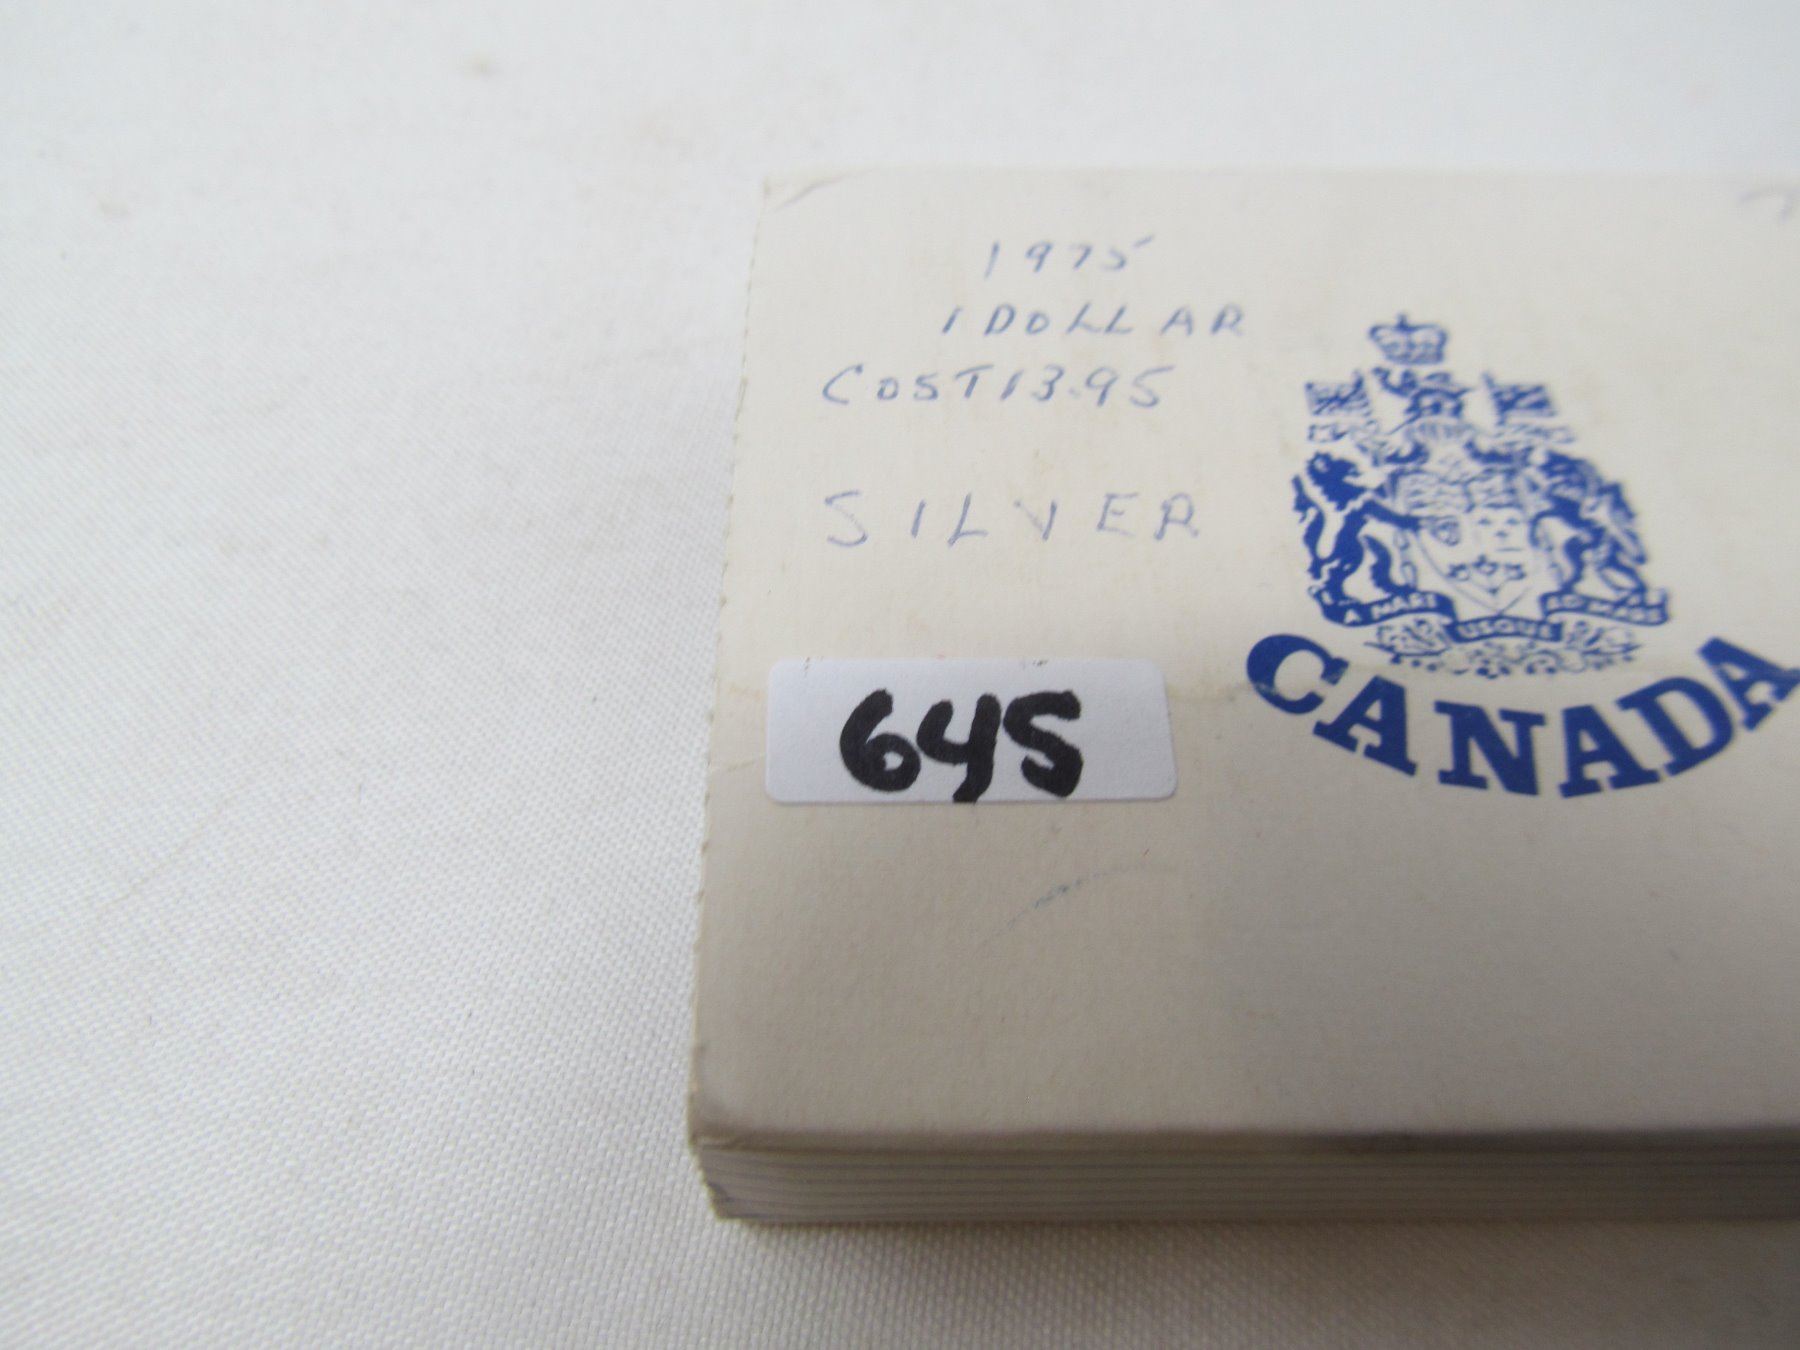 1975
1 DOLLAR
COST 13.95
SILVER
A MARI USQUE AD MARE
CANADA
645